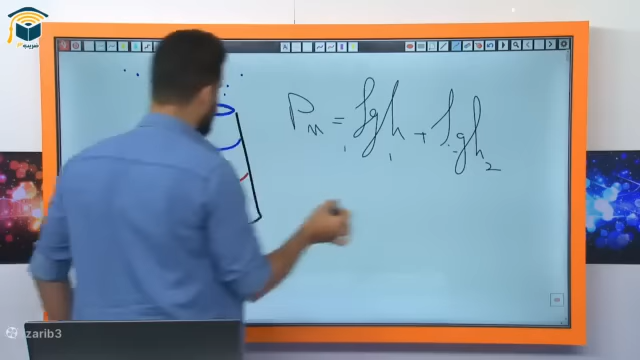 P_m = ρ₁gh₁ + ρ₂gh₂
zarib3